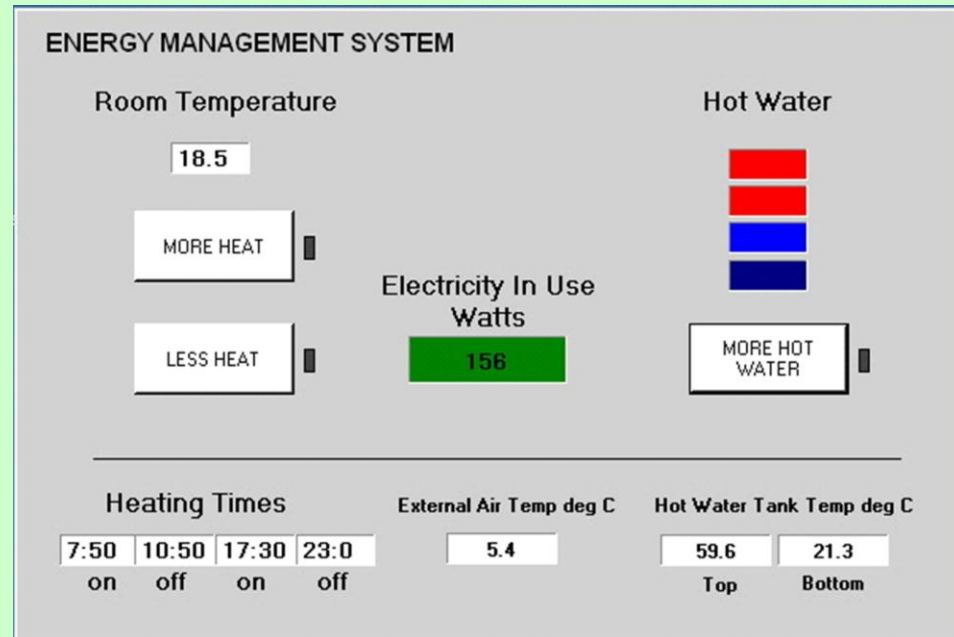 ENERGY MANAGEMENT SYSTEM
Room Temperature
Hot Water
18.5
MORE HEAT
Electricity In Use
Watts
LESS HEAT
156
MORE HOT
WATER
Heating Times
External Air Temp deg C
Hot Water Tank Temp deg C
7:50 10:50 17:30 23:0
5.4
59.6 21.3
on off on off
Top Bottom